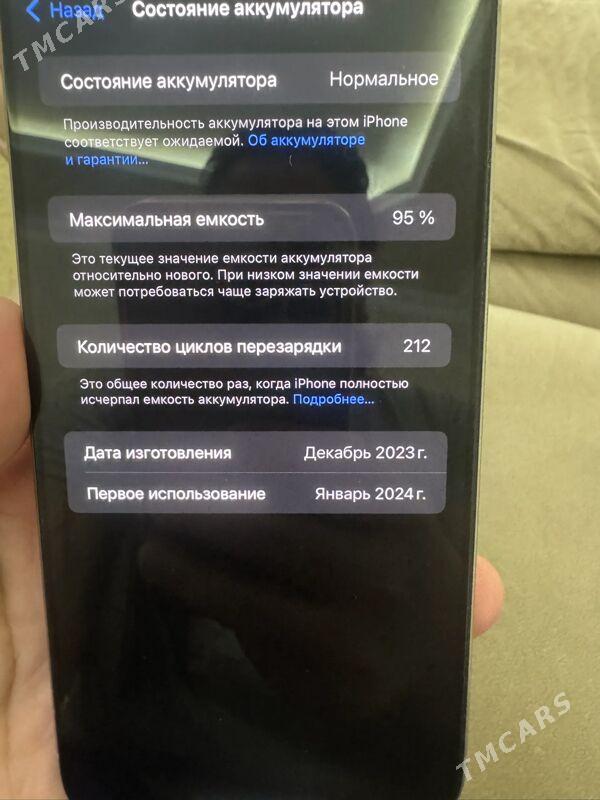 Назад
Состояние аккумулятора
TMCARS
Состояние аккумулятора Нормальное
Производительность аккумулятора на этом iPhone
соответствует ожидаемой. Об аккумуляторе
и гарантии...
Максимальная емкость 95 %
Это текущее значение емкости аккумулятора
относительно нового. При низком значении емкости
может потребоваться чаще заряжать устройство.
Количество циклов перезарядки 212
Это общее количество раз, когда iPhone полностью
исчерпал емкость аккумулятора. Подробнее...
Дата изготовления Декабрь 2023 г.
Первое использование Январь 2024 г.
TMCARS